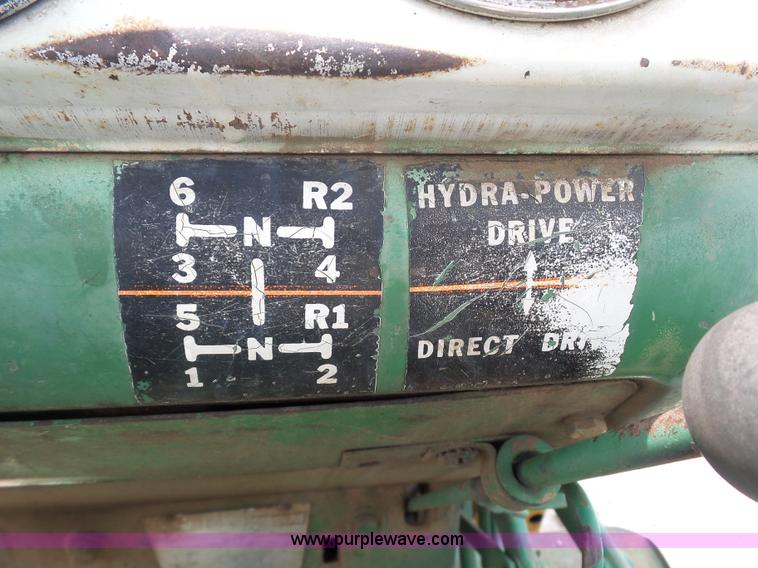 6 R2
N
3 4
5 R1
N
1 2
HYDRA-POWER
DRIVE
DIRECT
www.purplewave.com